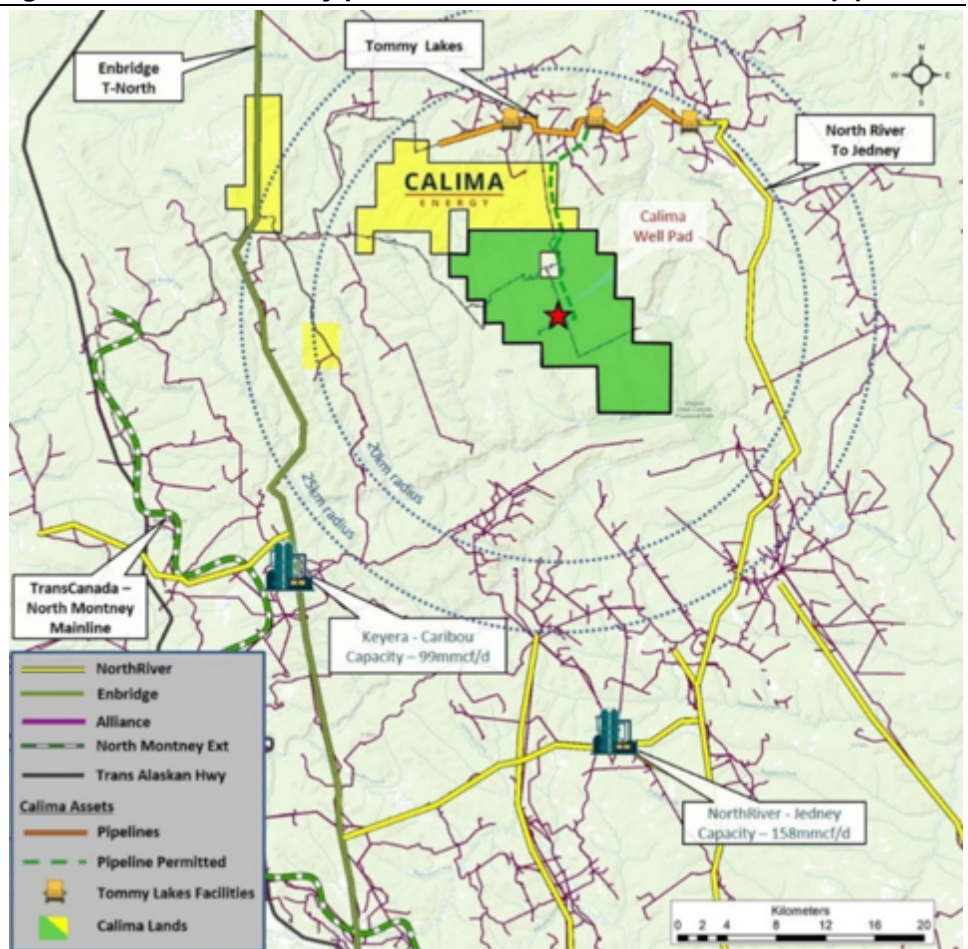 Enbridge
T-North
Tommy Lakes
N
W
E
S
North River
To Jedney
CALIMA
ENERGY
Calima
Well Pad
20km radius
25km radius
TransCanada –
North Montney
Mainline
Keyera - Caribou
Capacity – 99mmcf/d
NorthRiver - Jedney
Capacity – 158mmcf/d
NorthRiver
Enbridge
Alliance
North Montney Ext
Trans Alaskan Hwy
Calima Assets
Pipelines
Pipeline Permitted
Tommy Lakes Facilities
Calima Lands
Kilometers
0 2 4 8 12 16 20